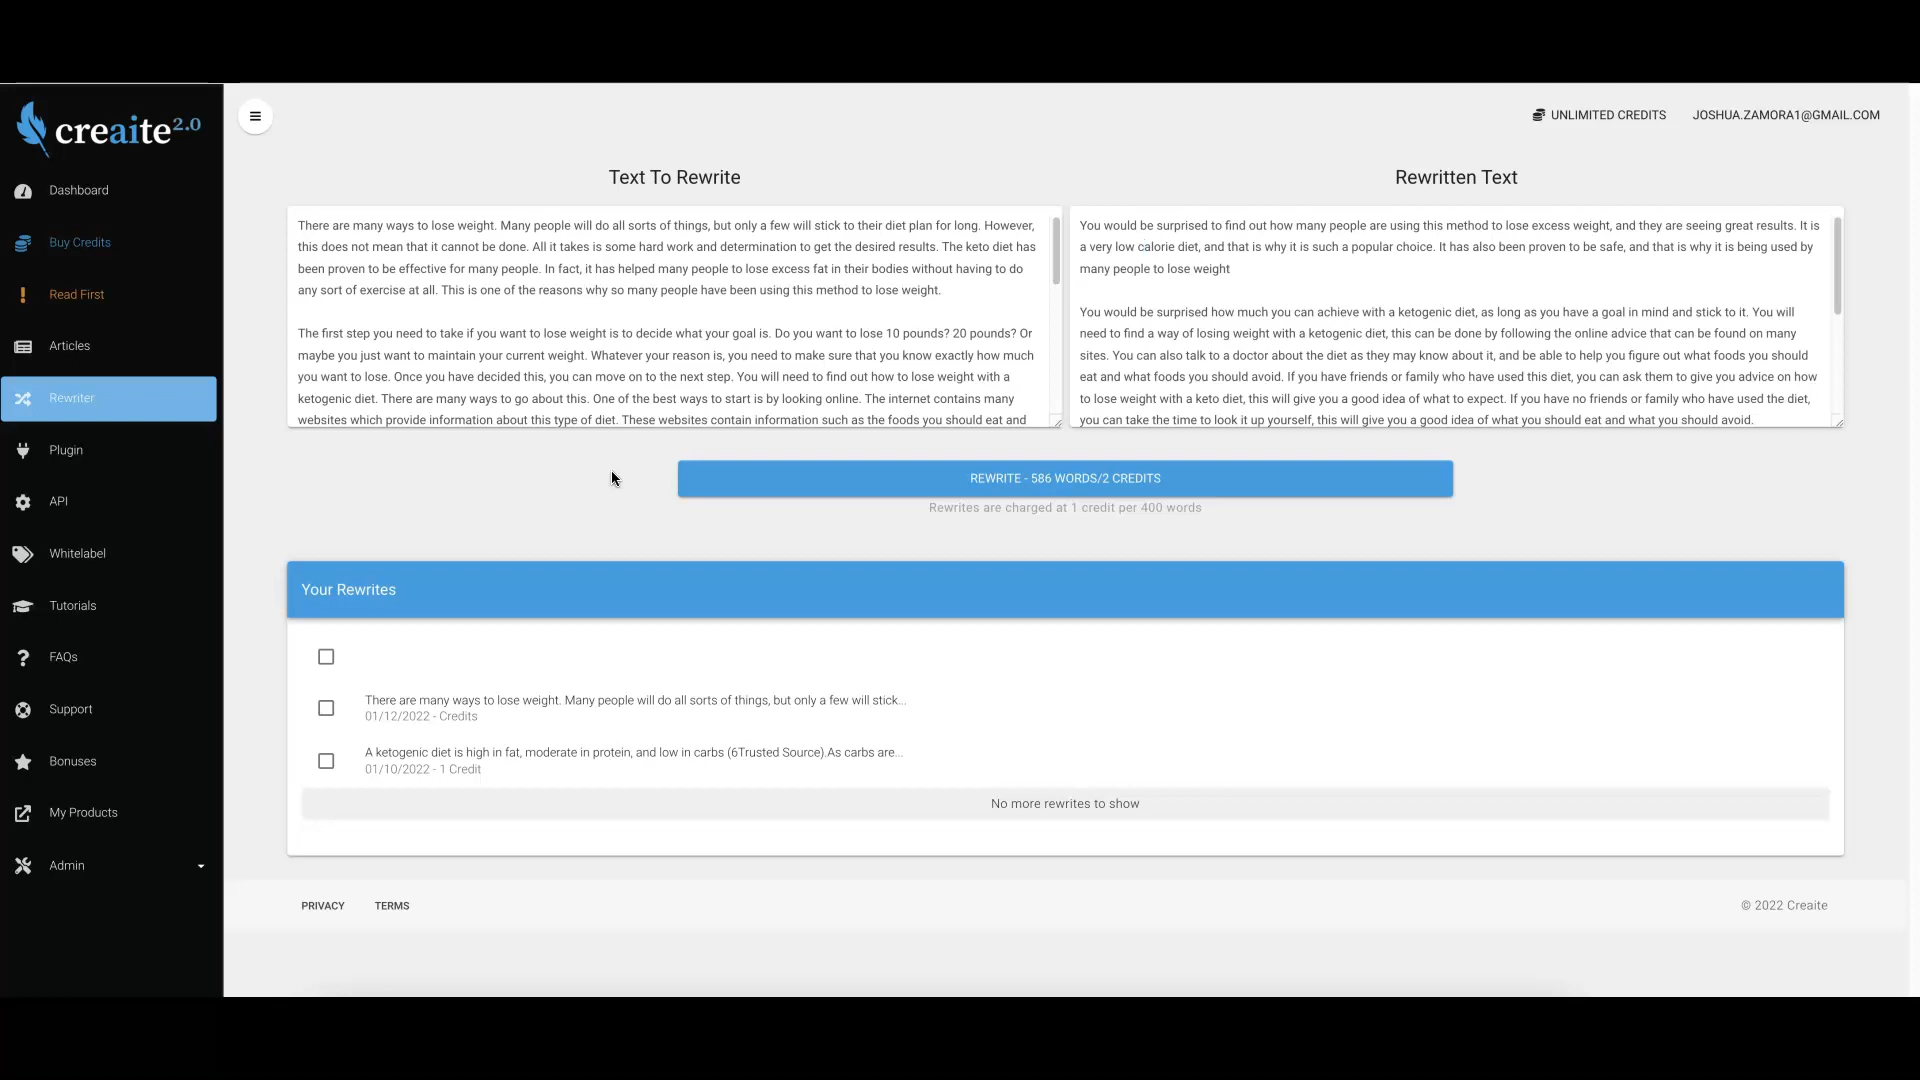 creaite2.0
UNLIMITED CREDITS
JOSHUA.ZAMORA1@GMAIL.COM
Dashboard
Buy Credits
Read First
Articles
Rewriter
Plugin
API
Whitelabel
Tutorials
FAQs
Support
Bonuses
My Products
Admin
Text To Rewrite
There are many ways to lose weight. Many people will do all sorts of things, but only a few will stick to their diet plan for long. However,
this does not mean that it cannot be done. All it takes is some hard work and determination to get the desired results. The keto diet has
been proven to be effective for many people. In fact, it has helped many people to lose excess fat in their bodies without having to do
any sort of exercise at all. This is one of the reasons why so many people have been using this method to lose weight.
The first step you need to take if you want to lose weight is to decide what your goal is. Do you want to lose 10 pounds? 20 pounds? Or
maybe you just want to maintain your current weight. Whatever your reason is, you need to make sure that you know exactly how much
you want to lose. Once you have decided this, you can move on to the next step. You will need to find out how to lose weight with a
ketogenic diet. There are many ways to go about this. One of the best ways to start is by looking online. The internet contains many
websites which provide information about this type of diet. These websites contain information such as the foods you should eat and
Rewritten Text
You would be surprised to find out how many people are using this method to lose excess weight, and they are seeing great results. It is
a very low calorie diet, and that is why it is such a popular choice. It has also been proven to be safe, and that is why it is being used by
many people to lose weight
You would be surprised how much you can achieve with a ketogenic diet, as long as you have a goal in mind and stick to it. You will
need to find a way of losing weight with a ketogenic diet, this can be done by following the online advice that can be found on many
sites. You can also talk to a doctor about the diet as they may know about it, and be able to help you figure out what foods you should
eat and what foods you should avoid. If you have friends or family who have used this diet, you can ask them to give you advice on how
to lose weight with a keto diet, this will give you a good idea of what to expect. If you have no friends or family who have used the diet,
you can take the time to look it up yourself, this will give you a good idea of what you should eat and what you should avoid.
REWRITE - 586 WORDS/2 CREDITS
Rewrites are charged at 1 credit per 400 words
Your Rewrites
There are many ways to lose weight. Many people will do all sorts of things, but only a few will stick...
01/12/2022 - Credits
A ketogenic diet is high in fat, moderate in protein, and low in carbs (6Trusted Source).As carbs are...
01/10/2022 - 1 Credit
No more rewrites to show
PRIVACY
TERMS
© 2022 Creaite